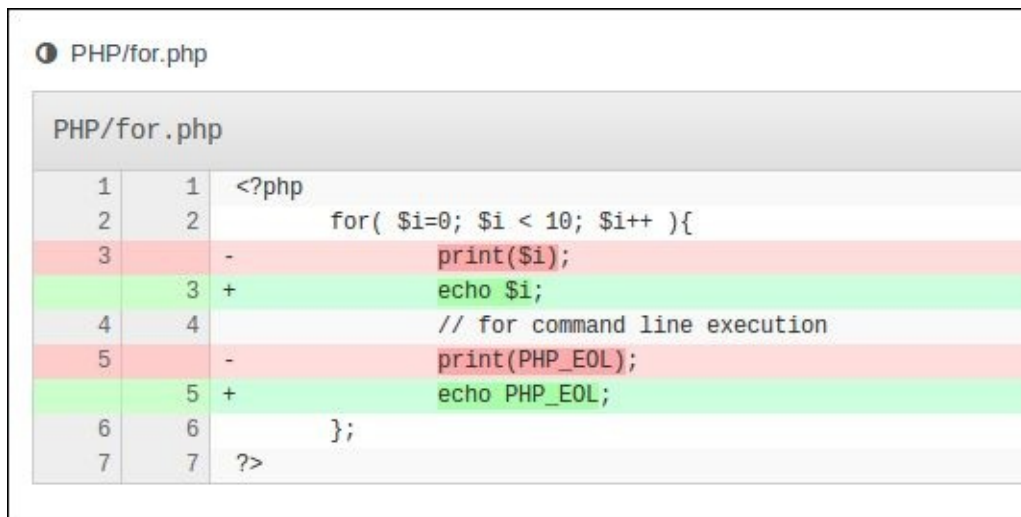 PHP/for.php
PHP/for.php
1 1 <?php
2 2 for( $i=0; $i < 10; $i++ ){
3 - print($i);
3 + echo $i;
4 4 // for command line execution
5 - print(PHP_EOL);
5 + echo PHP_EOL;
6 6 };
7 7 ?>